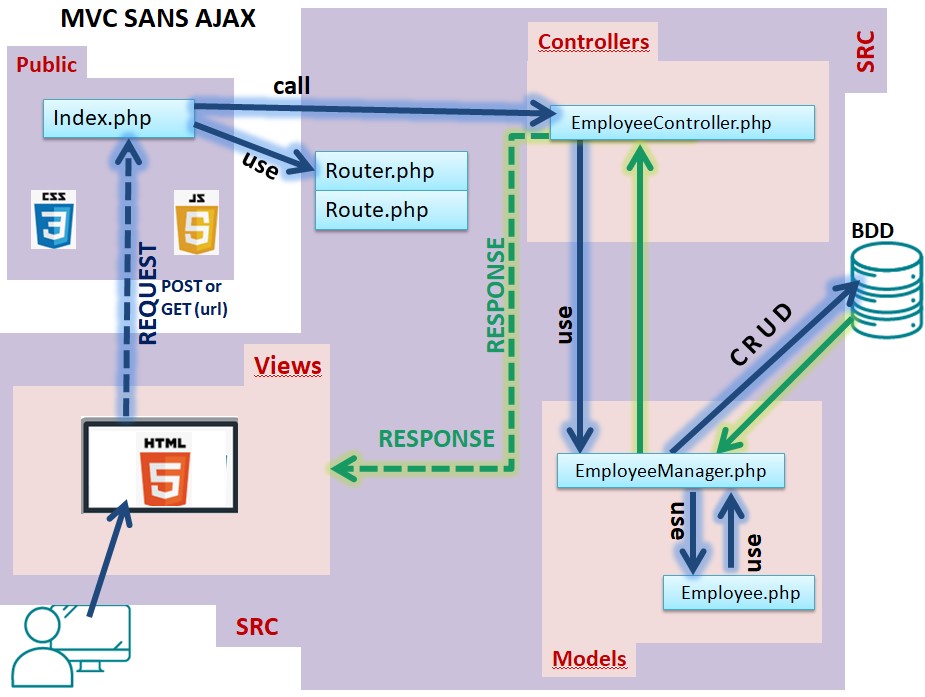 MVC SANS AJAX
Controllers
SRC
Public
call
Index.php
EmployeeController.php
use
Router.php
Route.php
CSS
3
JS
5
BDD
REQUEST
POST or
GET (url)
RESPONSE
use
CRUD
Views
RESPONSE
HTML
5
EmployeeManager.php
use
use
Employee.php
SRC
Models